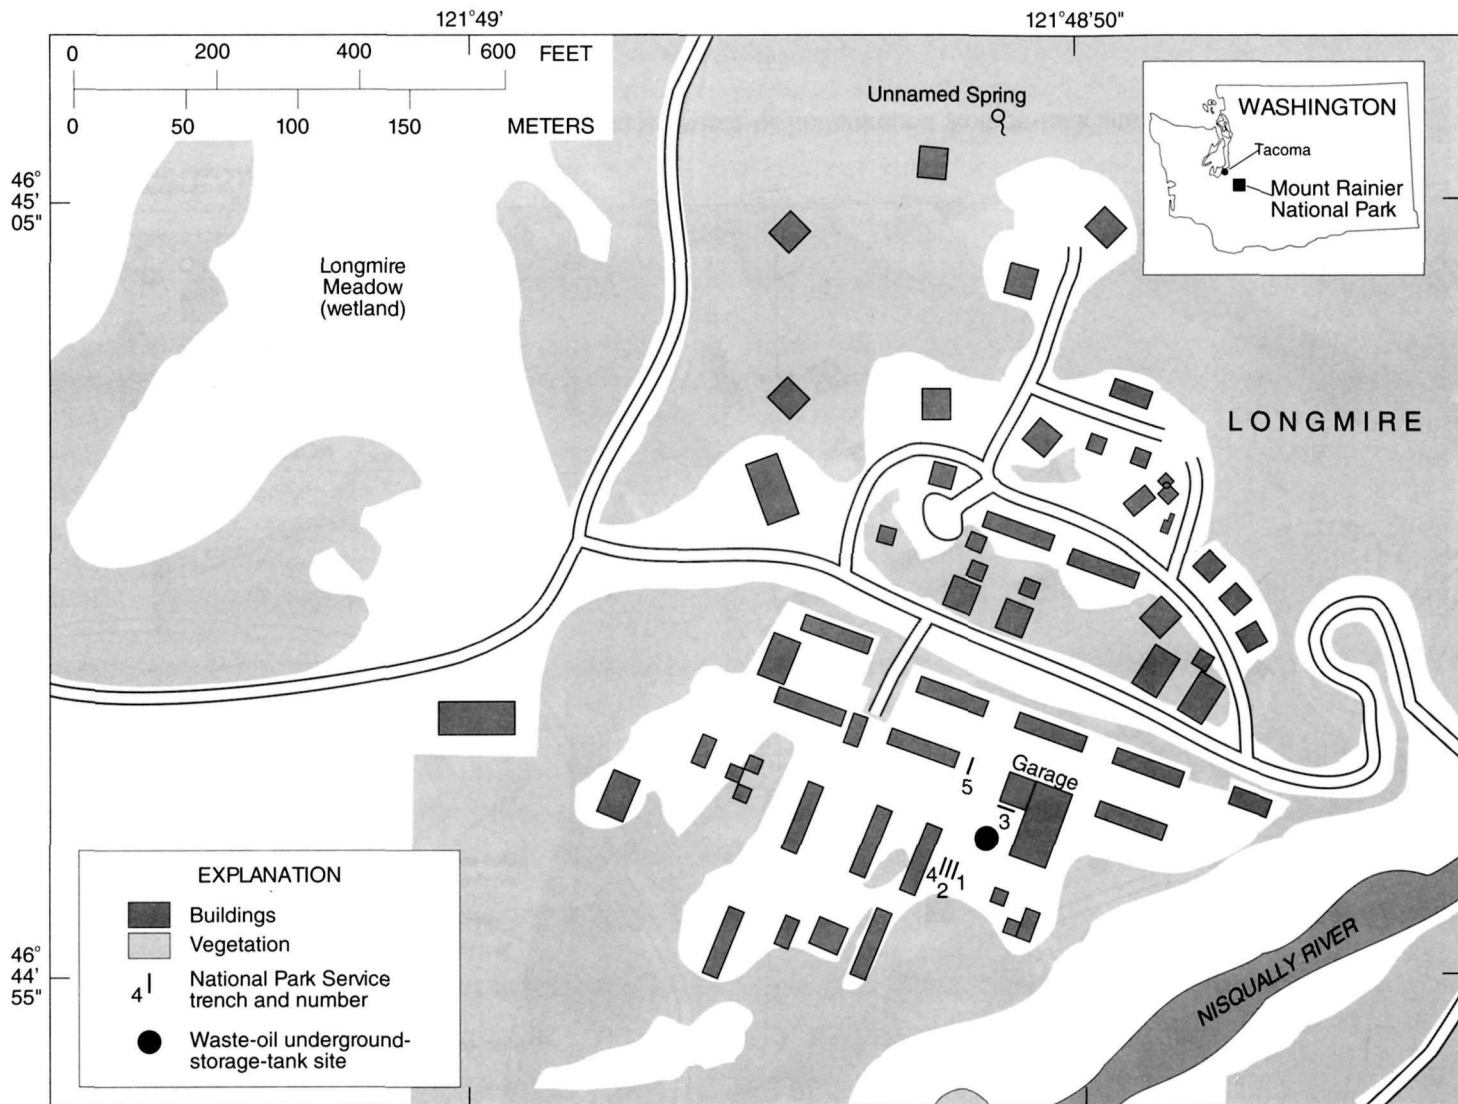 121°49'
121°48'50"
0 200 400 600 FEET
0 50 100 150 METERS
46°
45'
05"
46°
44'
55"
Unnamed Spring
WASHINGTON
Tacoma
Mount Rainier
National Park
Longmire
Meadow
(wetland)
LONGMIRE
Garage
5
3
4
2
1
NISQUALLY RIVER
EXPLANATION
Buildings
Vegetation
4
National Park Service
trench and number
Waste-oil underground-
storage-tank site